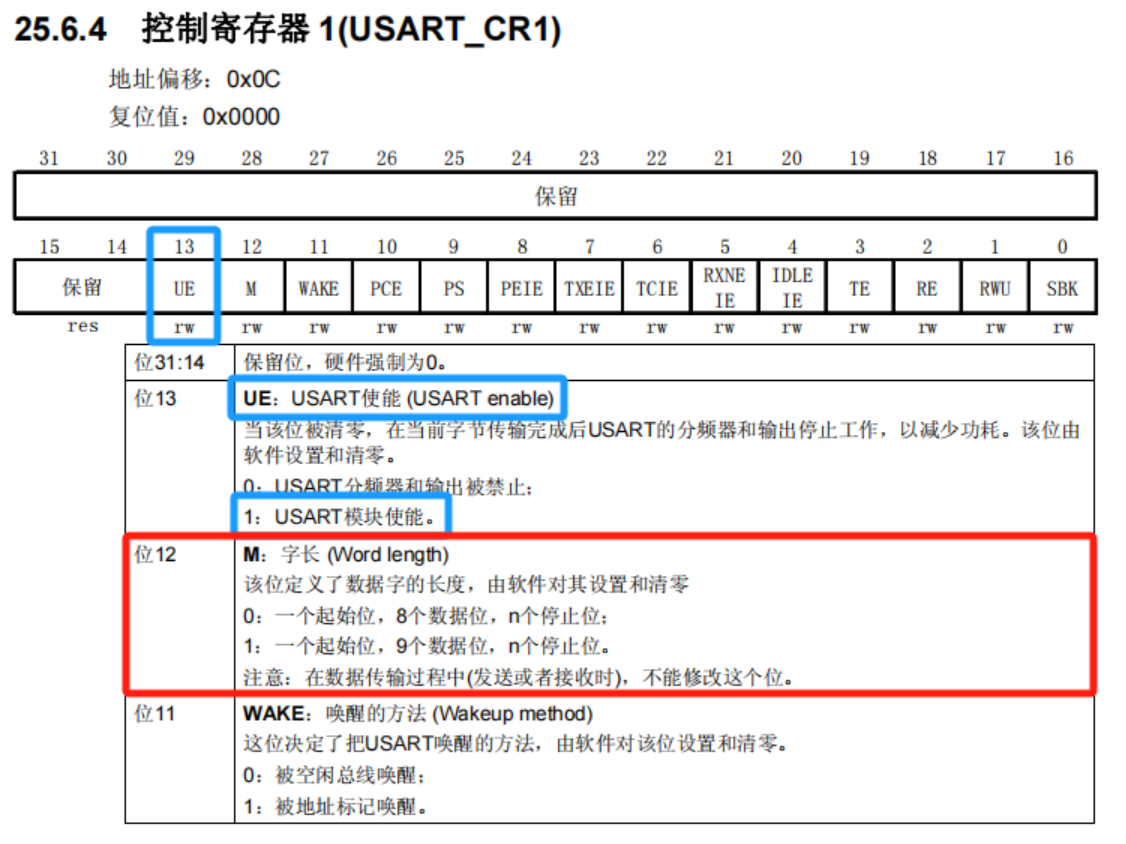 25.6.4 控制寄存器 1(USART_CR1)
地址偏移：0x0C
复位值：0x0000
31 30 29 28 27 26 25 24 23 22 21 20 19 18 17 16
保留
15 14 13 12 11 10 9 8 7 6 5 4 3 2 1 0
保留 UE M WAKE PCE PS PEIE TXEIE TCIE RXNE IE IDLE IE TE RE RWU SBK
res rw rw rw rw rw rw rw rw rw rw rw rw rw rw
位31:14 保留位，硬件强制为0。
位13 UE：USART使能 (USART enable)
当该位被清零，在当前字节传输完成后USART的分频器和输出停止工作，以减少功耗。该位由
软件设置和清零。
0：USART分频器和输出被禁止；
1：USART模块使能。
位12 M：字长 (Word length)
该位定义了数据字的长度，由软件对其设置和清零
0：一个起始位，8个数据位，n个停止位；
1：一个起始位，9个数据位，n个停止位。
注意：在数据传输过程中(发送或者接收时)，不能修改这个位。
位11 WAKE：唤醒的方法 (Wakeup method)
这位决定了把USART唤醒的方法，由软件对该位设置和清零。
0：被空闲总线唤醒；
1：被地址标记唤醒。